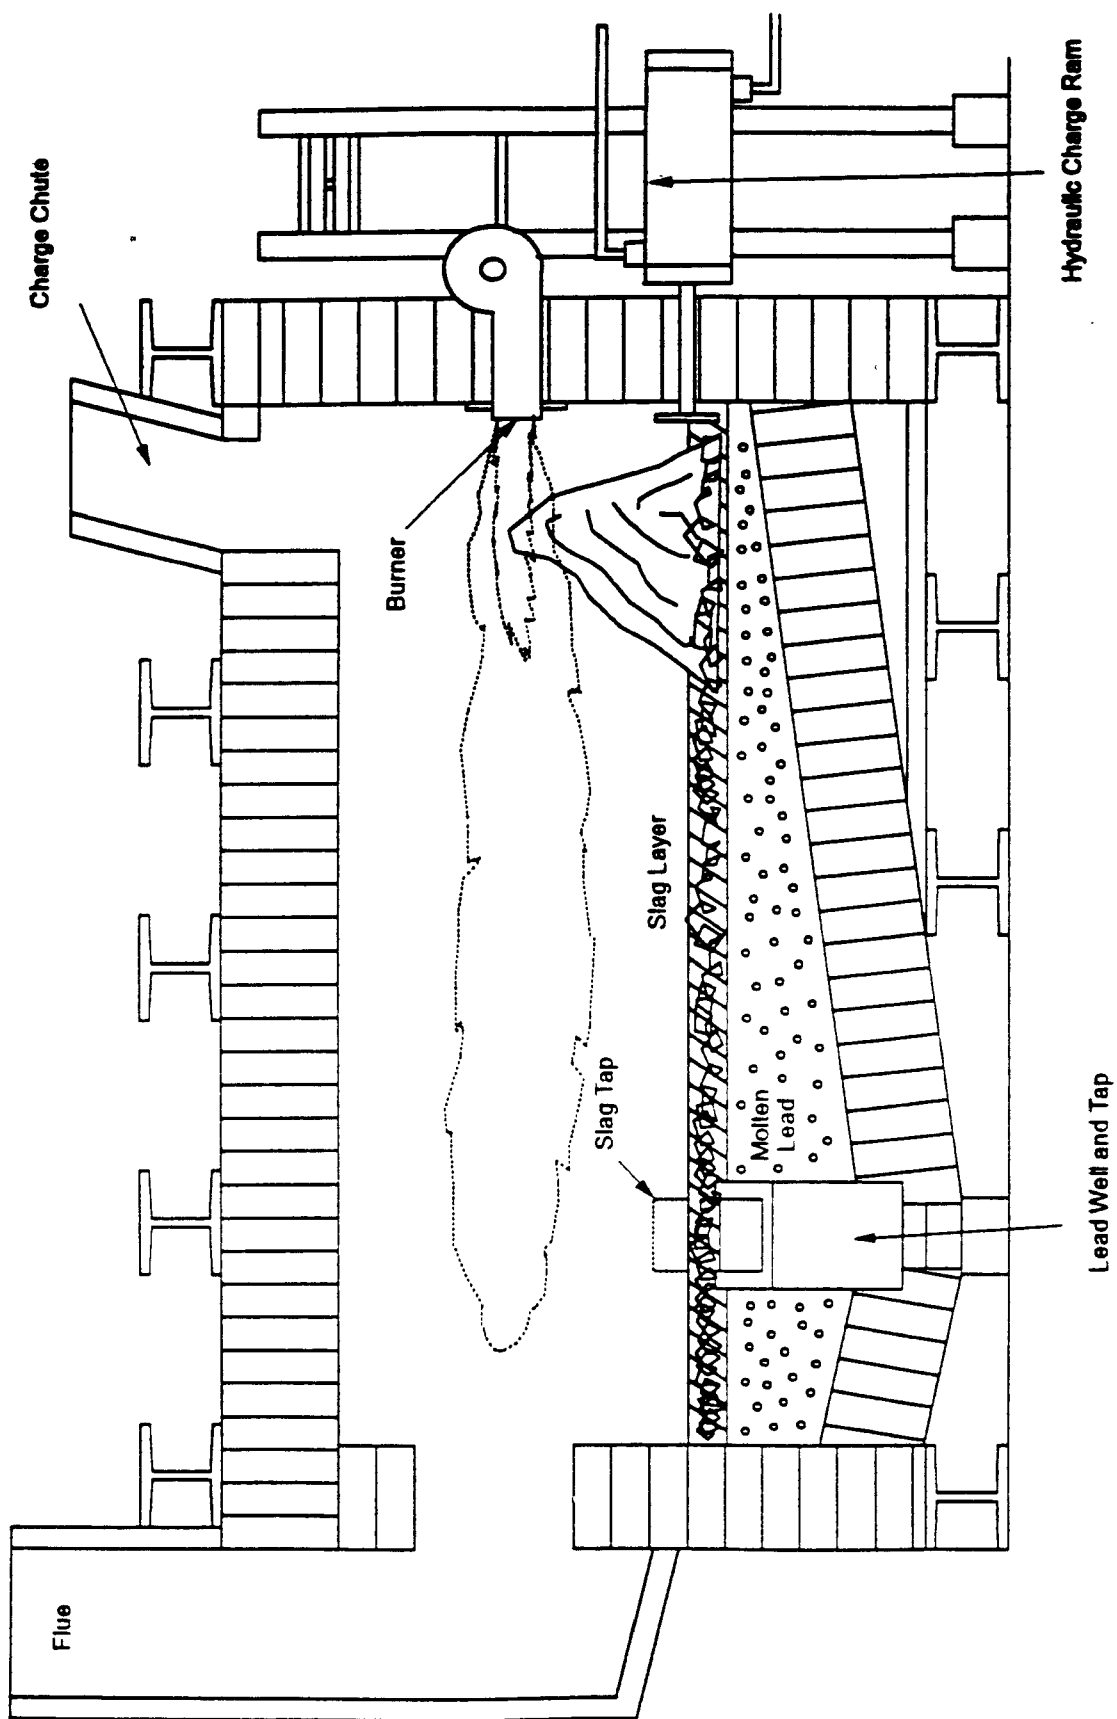 Charge Chute
Flue
Burner
Slag Layer
Slag Tap
Molten
Lead
Hydraulic Charge Ram
Lead Well and Tap